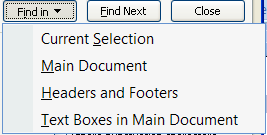 Find in
Find Next
Close
Current Selection
Main Document
Headers and Footers
Text Boxes in Main Document